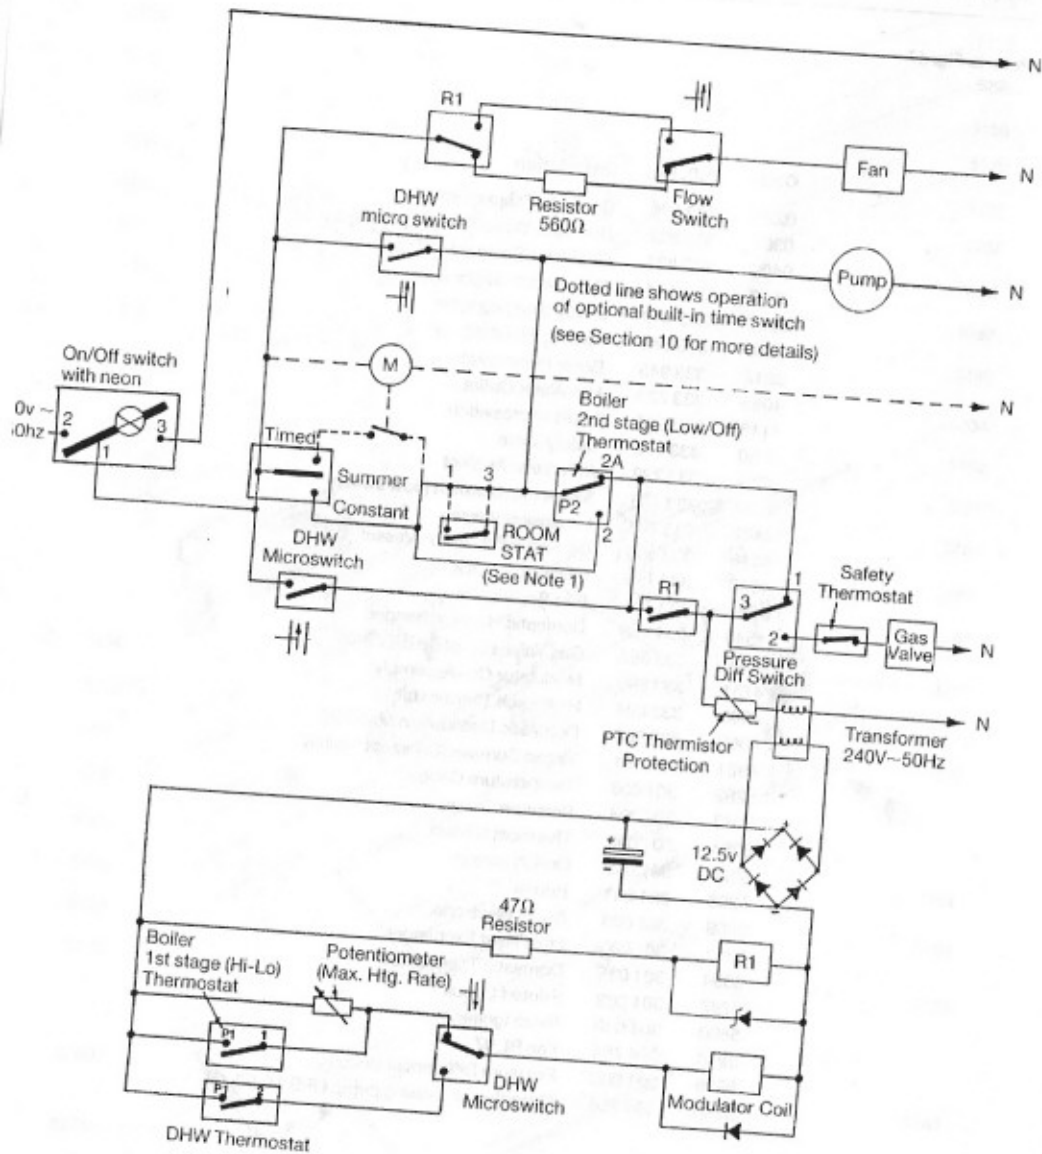 N
R1
Fan
N
DHW
micro switch
Resistor
560Ω
Flow
Switch
Pump
N
Dotted line shows operation
of optional built-in time switch
(see Section 10 for more details)
On/Off switch
with neon
M
N
Boiler
2nd stage (Low/Off)
Thermostat
0v ~
2
3
1
Timed
Summer
Constant
1
3
2A
P2
2
ROOM
STAT
(See Note 1)
DHW
Microswitch
R1
3
1
2
Pressure
Diff Switch
Safety
Thermostat
Gas
Valve
N
PTC Thermistor
Protection
N
Transformer
240V~50Hz
+
-
12.5v
DC
+
-
47Ω
Resistor
R1
Boiler
1st stage (Hi-Lo)
Thermostat
Potentiometer
(Max. Htg. Rate)
P1
1
P1
2
DHW
Microswitch
Modulator Coil
DHW Thermostat